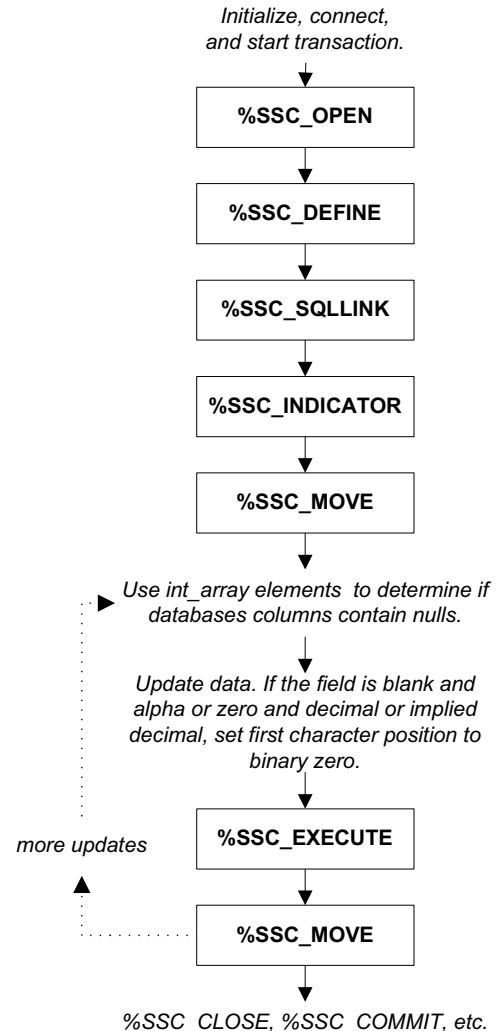 Initialize, connect,
and start transaction.
%SSC_OPEN
%SSC_DEFINE
%SSC_SQLLINK
%SSC_INDICATOR
%SSC_MOVE
Use int_array elements to determine if
databases columns contain nulls.
Update data. If the field is blank and
alpha or zero and decimal or implied
decimal, set first character position to
binary zero.
%SSC_EXECUTE
more updates
%SSC_MOVE
%SSC_CLOSE, %SSC_COMMIT, etc.